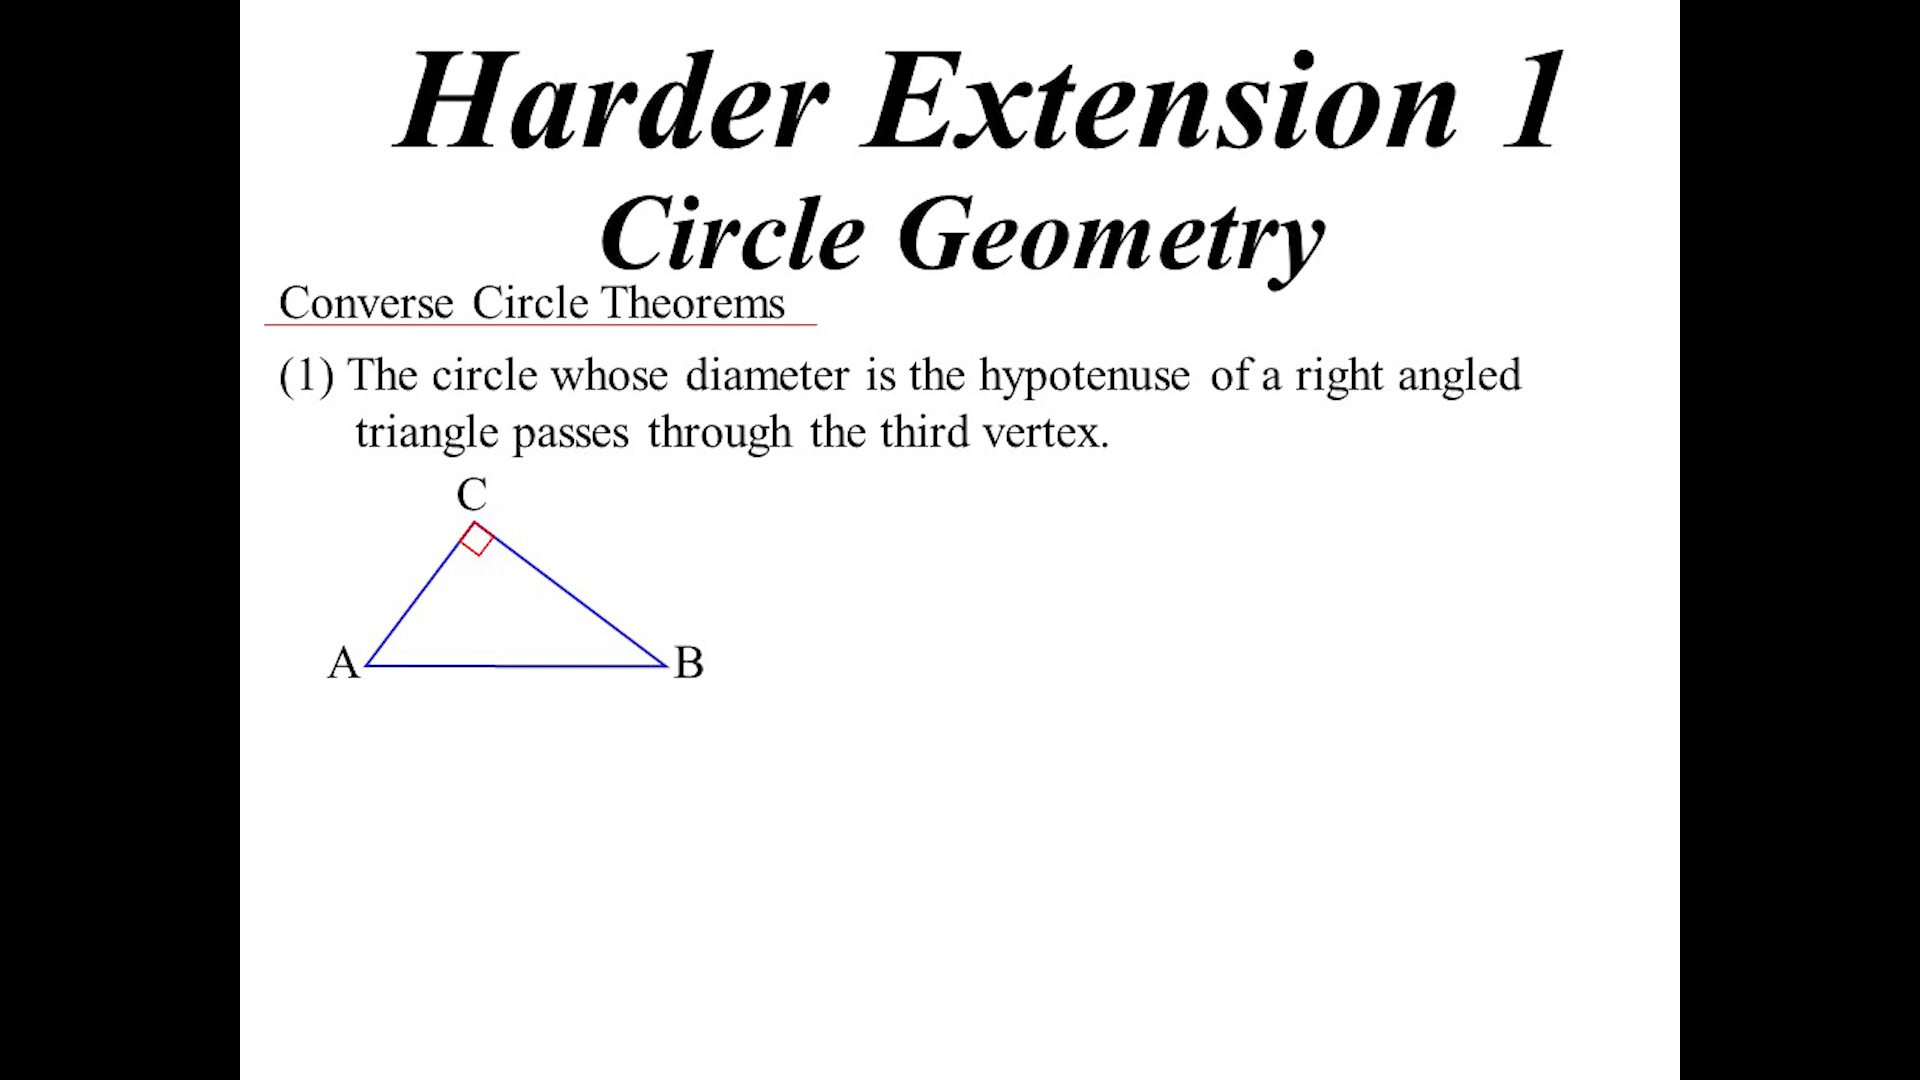 Harder Extension 1
Circle Geometry
Converse Circle Theorems
(1) The circle whose diameter is the hypotenuse of a right angled
triangle passes through the third vertex.
C
A
B